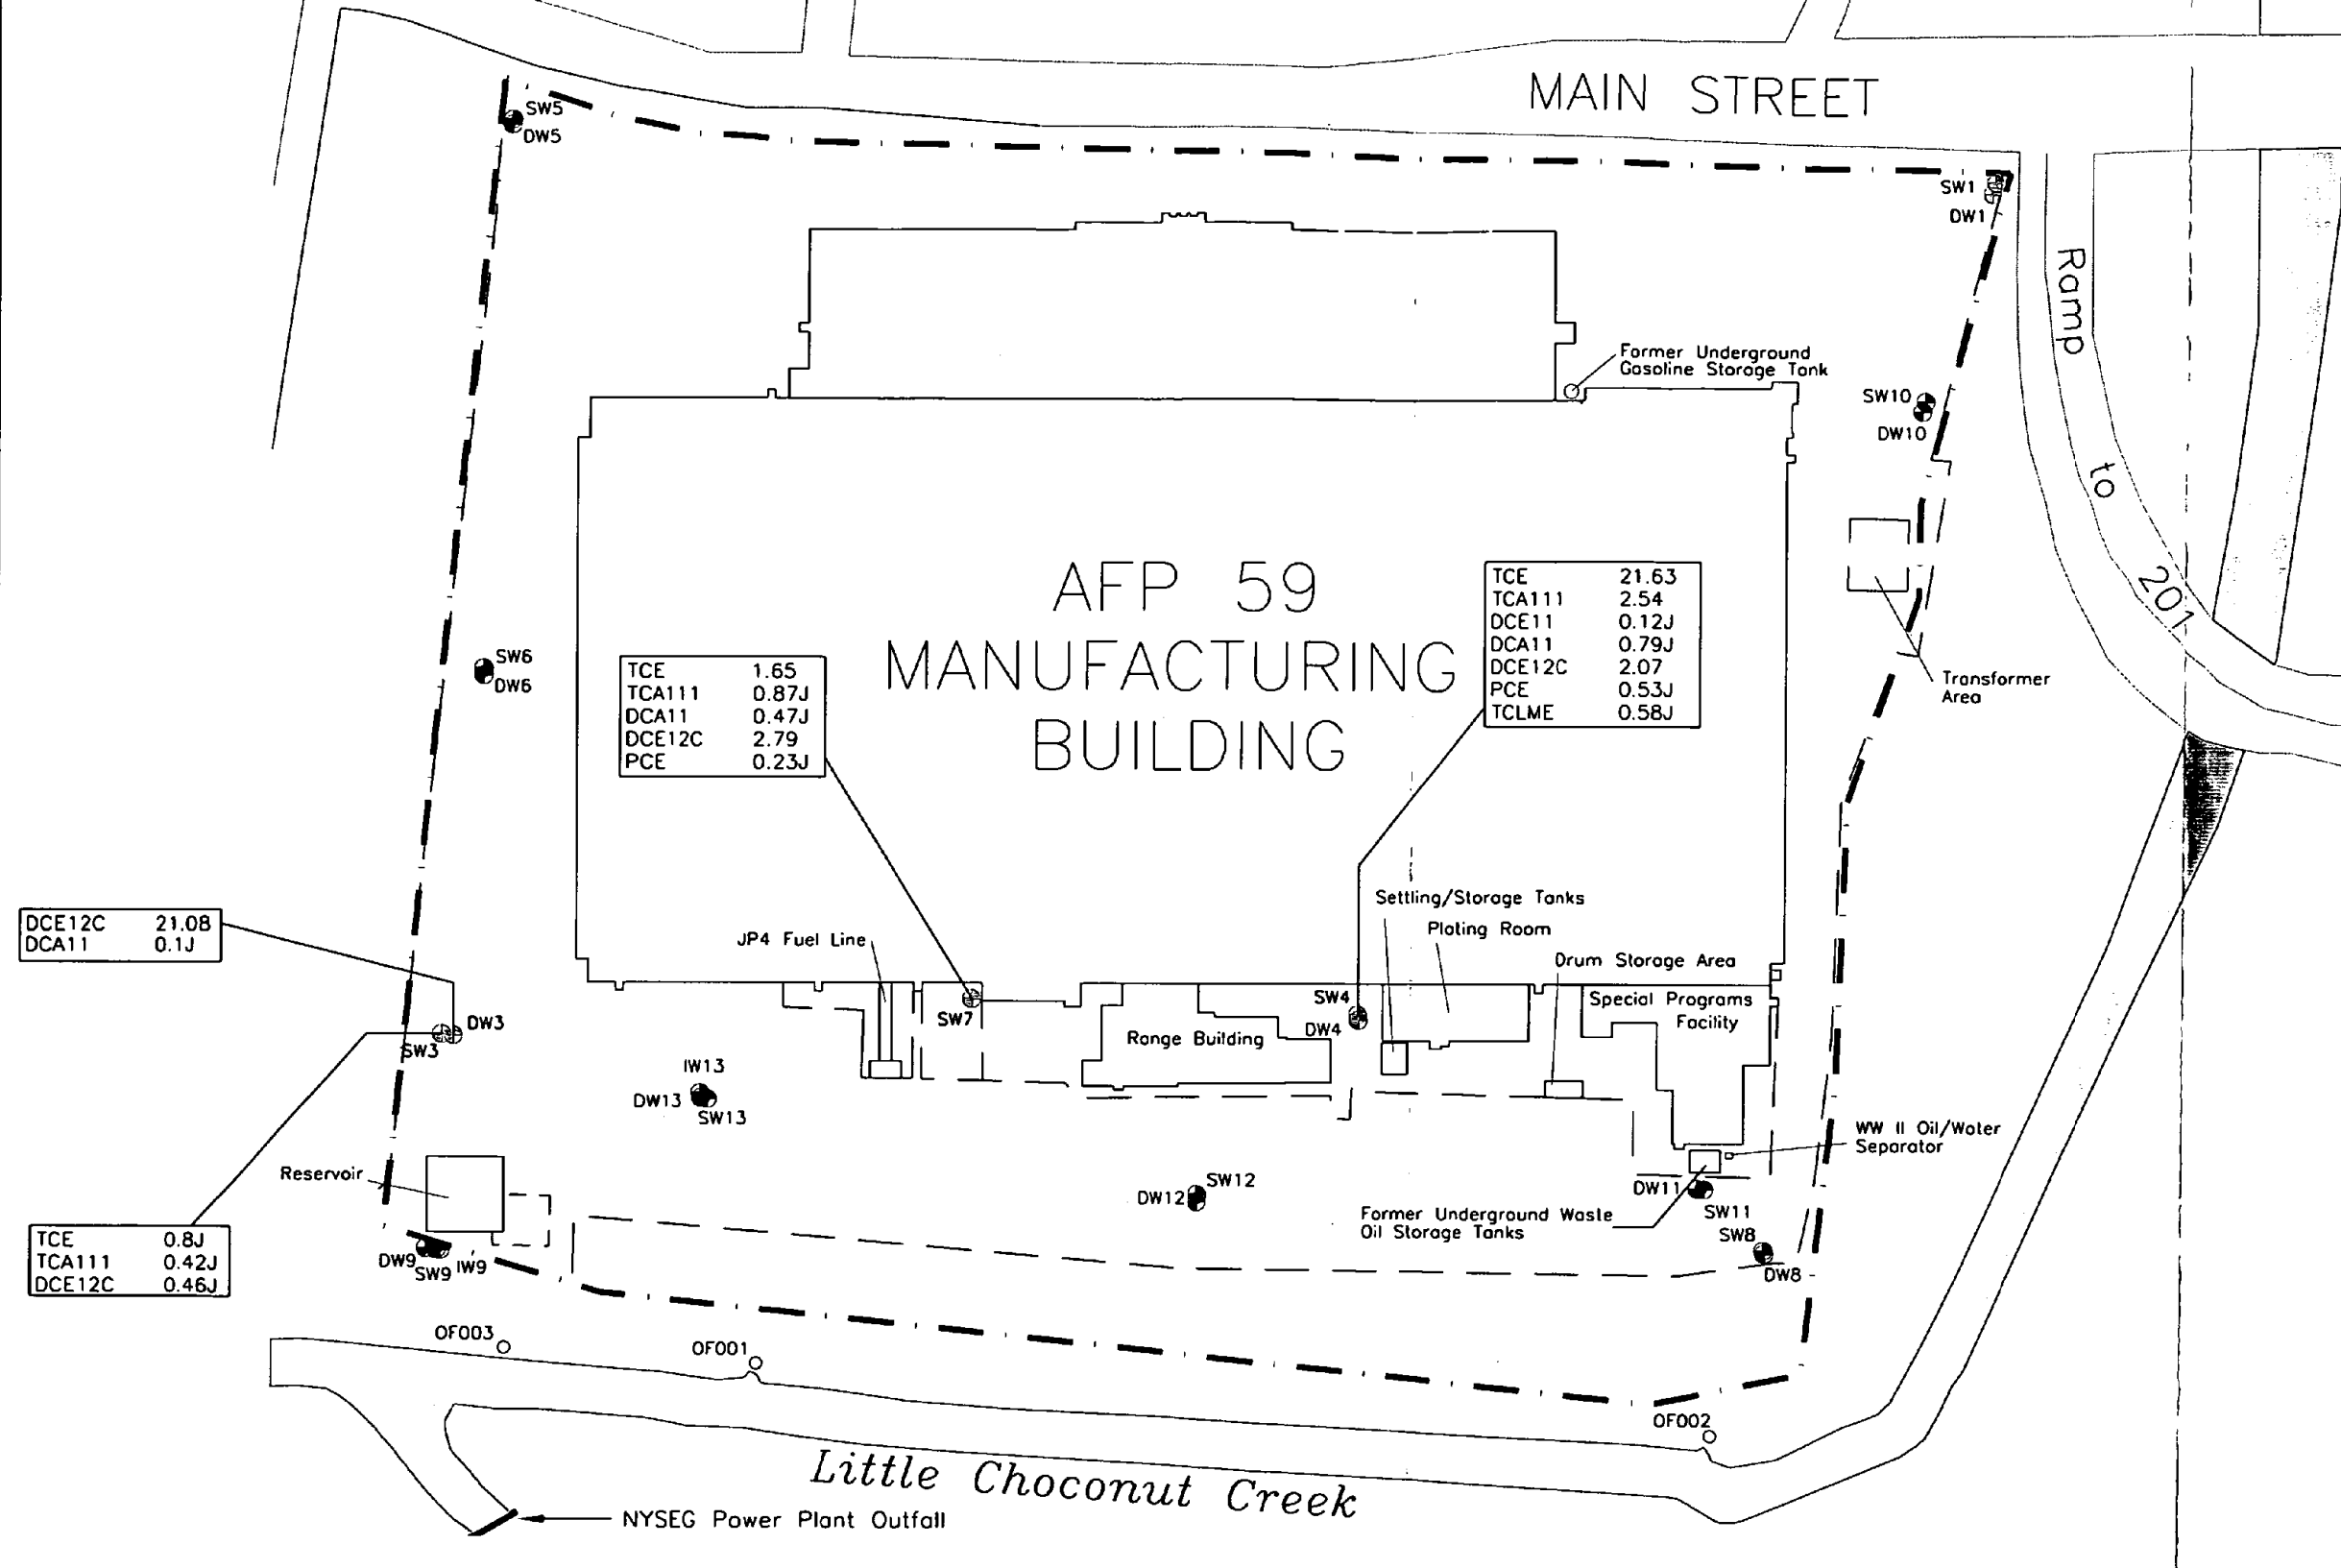 MAIN STREET
SW5
DW5
SW1
DW1
Ramp
to
201
Former Underground
Gasoline Storage Tank
SW10
DW10
AFP 59
MANUFACTURING
BUILDING
TCE 21.63
TCA111 2.54
DCE11 0.12J
DCA11 0.79J
DCE12C 2.07
PCE 0.53J
TCLME 0.58J
SW6
DW6
TCE 1.65
TCA111 0.87J
DCA11 0.47J
DCE12C 2.79
PCE 0.23J
Transformer
Area
Settling/Storage Tanks
Plating Room
JP4 Fuel Line
Drum Storage Area
DCE12C 21.08
DCA11 0.1J
Special Programs
Facility
SW7
SW4
DW4
DW3
SW3
Range Building
IW13
DW13
SW13
WW II Oil/Water
Separator
Reservoir
DW12
SW12
DW11
SW11
Former Underground Waste
Oil Storage Tanks
SW8
DW8
TCE 0.8J
TCA111 0.42J
DCE12C 0.46J
DW9
SW9
IW9
OF003
OF001
OF002
Little Choconut Creek
NYSEG Power Plant Outfall